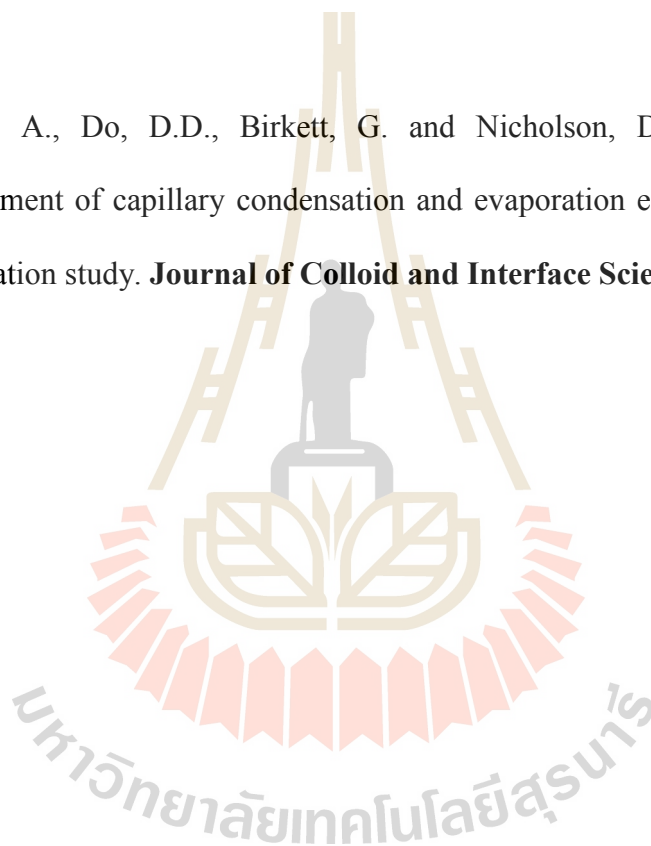 A., Do, D.D., Birkett, G. and Nicholson, D
ment of capillary condensation and evaporation e
ation study. Journal of Colloid and Interface Scie
มหาวิทยาลัยเทคโนโลยีสุรนารี